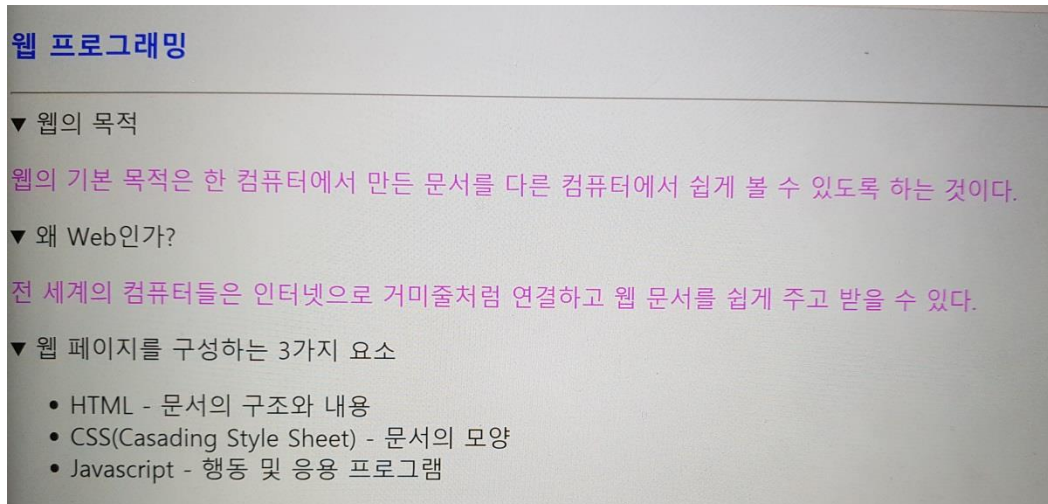 웹 프로그래밍
▼ 웹의 목적
웹의 기본 목적은 한 컴퓨터에서 만든 문서를 다른 컴퓨터에서 쉽게 볼 수 있도록 하는 것이다.
▼ 왜 Web인가?
전 세계의 컴퓨터들은 인터넷으로 거미줄처럼 연결하고 웹 문서를 쉽게 주고 받을 수 있다.
▼ 웹 페이지를 구성하는 3가지 요소
• HTML - 문서의 구조와 내용
• CSS(Casading Style Sheet) - 문서의 모양
• Javascript - 행동 및 응용 프로그램